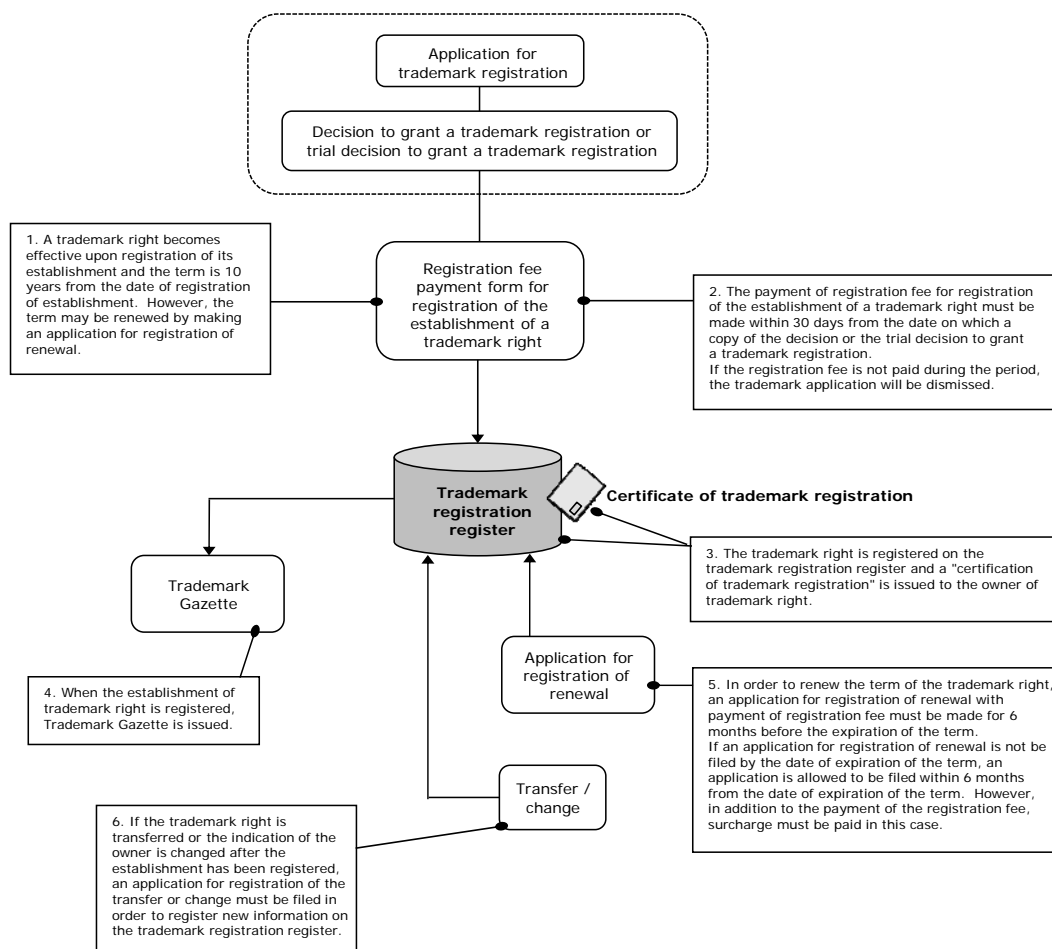 Application for
trademark registration
Decision to grant a trademark registration or
trial decision to grant a trademark registration
1. A trademark right becomes
effective upon registration of its
establishment and the term is 10
years from the date of registration
of establishment.  However, the
term may be renewed by making
an application for registration of
renewal.
Registration fee
payment form for
registration of the
establishment of a
trademark right
2. The payment of registration fee for registration
of the establishment of a trademark right must be
made within 30 days from the date on which a
copy of the decision or the trial decision to grant
a trademark registration.
If the registration fee is not paid during the period,
the trademark application will be dismissed.
Trademark
registration
register
Certificate of trademark registration
3. The trademark right is registered on the
trademark registration register and a "certification
of trademark registration" is issued to the owner of
trademark right.
Trademark
Gazette
4. When the establishment of
trademark right is registered,
Trademark Gazette is issued.
Application for
registration of
renewal
5. In order to renew the term of the trademark right,
an application for registration of renewal with
payment of registration fee must be made for 6
months before the expiration of the term.
If an application for registration of renewal is not be
filed by the date of expiration of the term, an
application is allowed to be filed within 6 months
from the date of expiration of the term.  However,
in addition to the payment of the registration fee,
surcharge must be paid in this case.
Transfer /
change
6. If the trademark right is
transferred or the indication of the
owner is changed after the
establishment has been registered,
an application for registration of the
transfer or change must be filed in
order to register new information on
the trademark registration register.